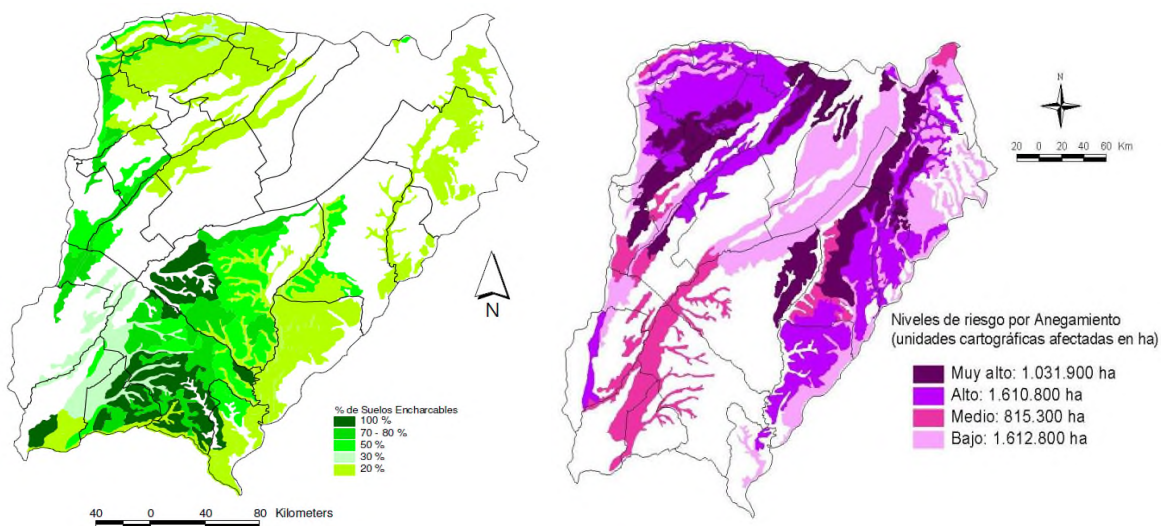 N
% de Suelos Encharcables
100 %
70 - 80 %
50 %
30 %
20 %
40 0 40 80 Kilometers
N
20 0 20 40 60 Km
Niveles de riesgo por Anegamiento
(unidades cartográficas afectadas en ha)
Muy alto: 1.031.900 ha
Alto: 1.610.800 ha
Medio: 815.300 ha
Bajo: 1.612.800 ha